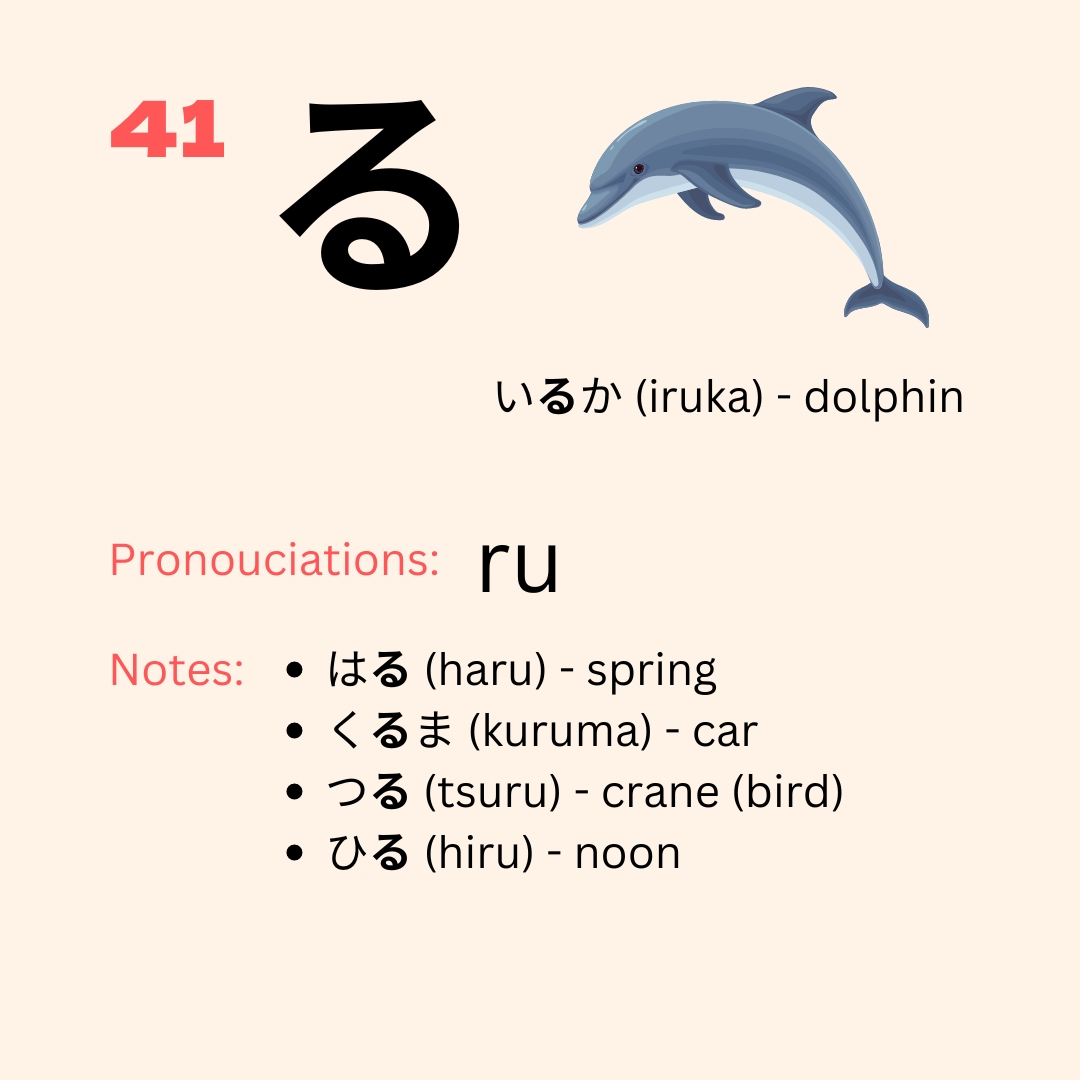 41 る
いるか (iruka) - dolphin
Pronouciations: ru
Notes: • はる (haru) - spring
• くるま (kuruma) - car
• つる (tsuru) - crane (bird)
• ひる (hiru) - noon